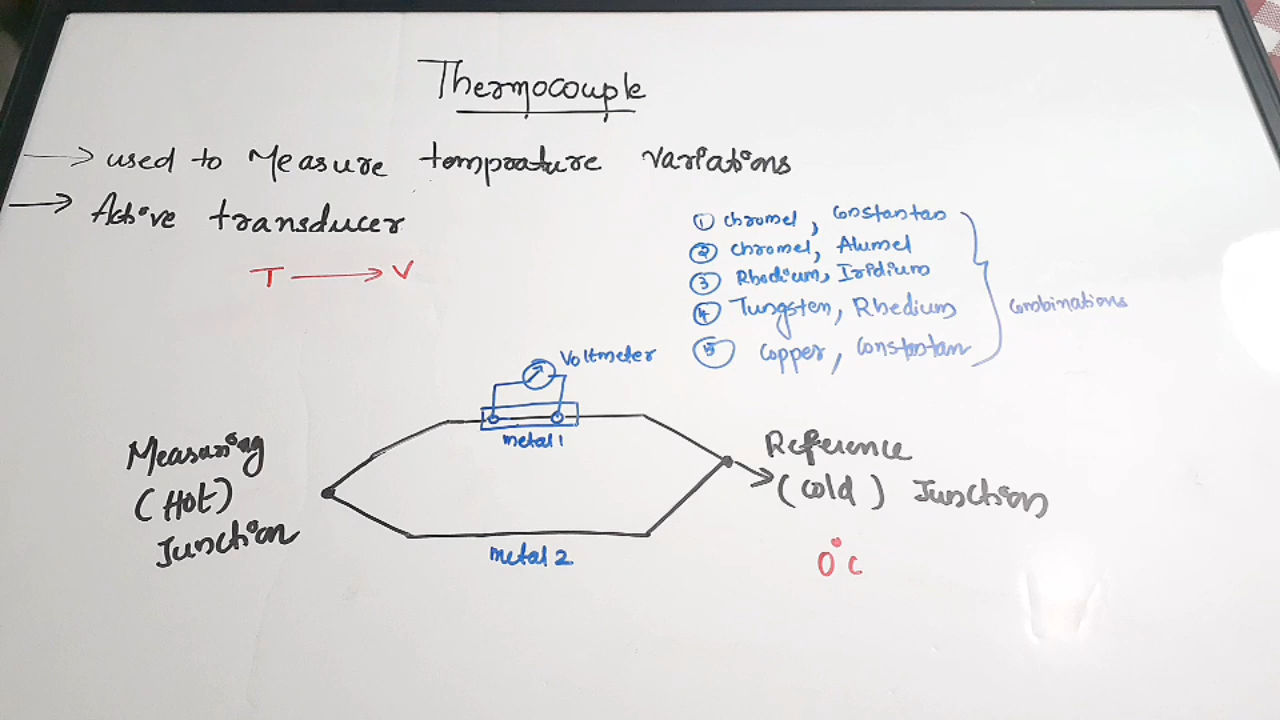 Thermocouple
→ used to Measure temprature variations
→ Active transducer
T → V
① chromel, Constantan
② chromel, Alumel
③ Rhodium, Iridium
④ Tungsten, Rhedium
⑤ copper, constantan
Combinations
Voltmeter
metal 1
Measuring
(Hot)
Junction
Reference
(cold) Junction
metal 2
0°C